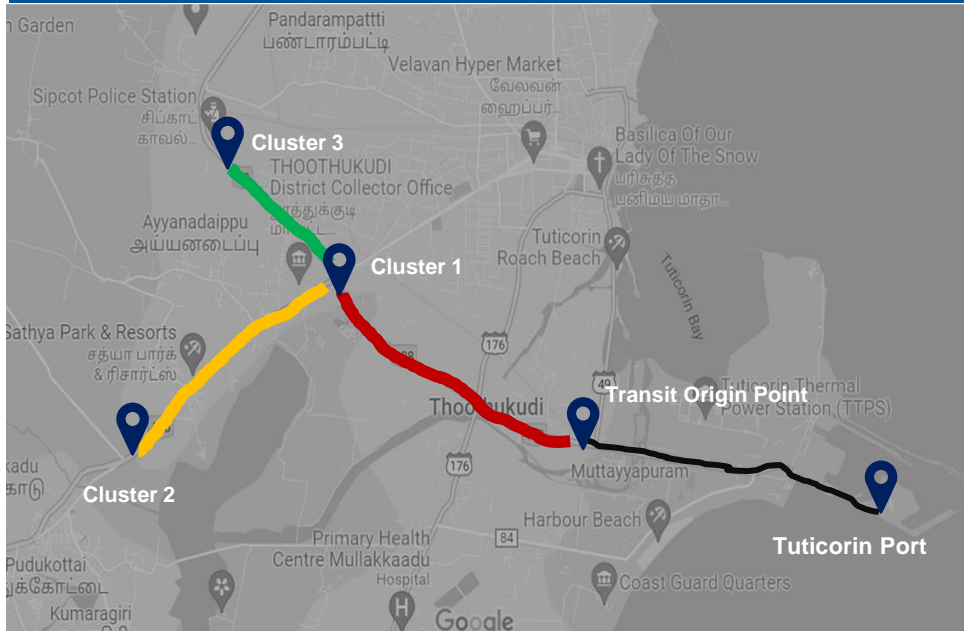 Garden
Pandarampattti
பண்டாரம்பட்டி
Velavan Hyper Market
வேலவன்
ஹைப்பர்...
Sipcot Police Station
சிப்காட்
காவல்...
Cluster 3
Basilica Of Our
Lady Of The Snow
பரிசுத்த
பனிமய மாதா...
THOOTHUKUDI
District Collector Office
Ayyanadaippu
அய்யனடைப்பு
Tuticorin
Roach Beach
Cluster 1
Tuticorin Bay
Sathya Park & Resorts
சத்யா பார்க்
& ரிசார்ட்ஸ்
176
49
Transit Origin Point
Tuticorin Thermal
Power Station (TTPS)
Thoothukudi
Muttayyapuram
176
Cluster 2
Harbour Beach
84
Tuticorin Port
Primary Health
Centre Mullakkaadu
Hospital
Pudukottai
Coast Guard Quarters
Kumaragiri
Google